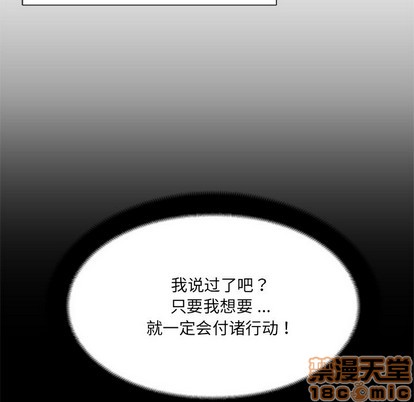 我说过了吧？
只要我想要 ...
就一定会付诸行动！
禁漫天堂
18comic